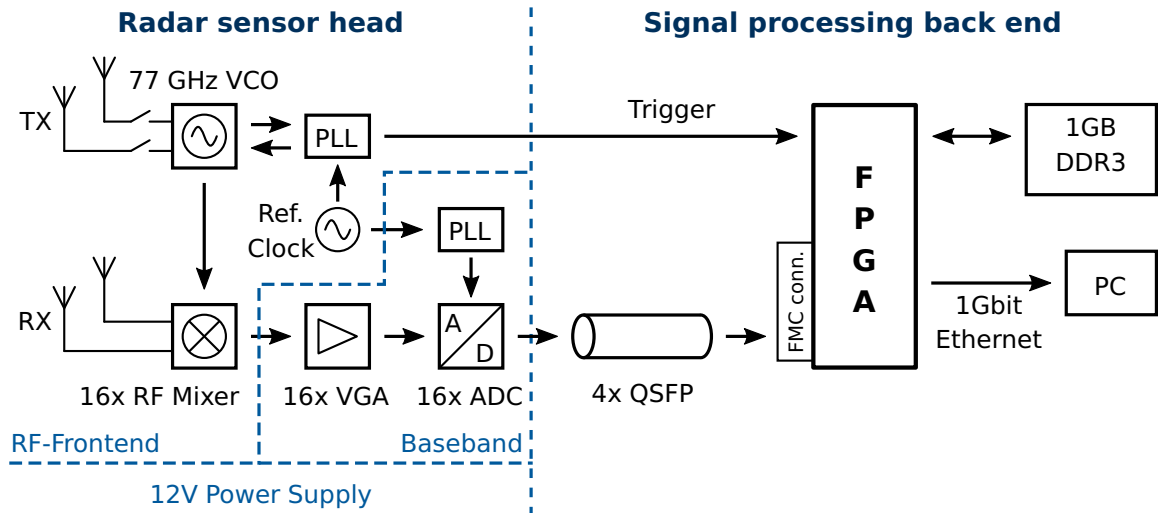 Radar sensor head
Signal processing back end
77 GHz VCO
TX
PLL
Trigger
1GB
DDR3
F
P
G
A
Ref.
Clock
PLL
FMC conn.
PC
1Gbit
Ethernet
RX
A
D
16x RF Mixer
16x VGA
16x ADC
4x QSFP
RF-Frontend
Baseband
12V Power Supply